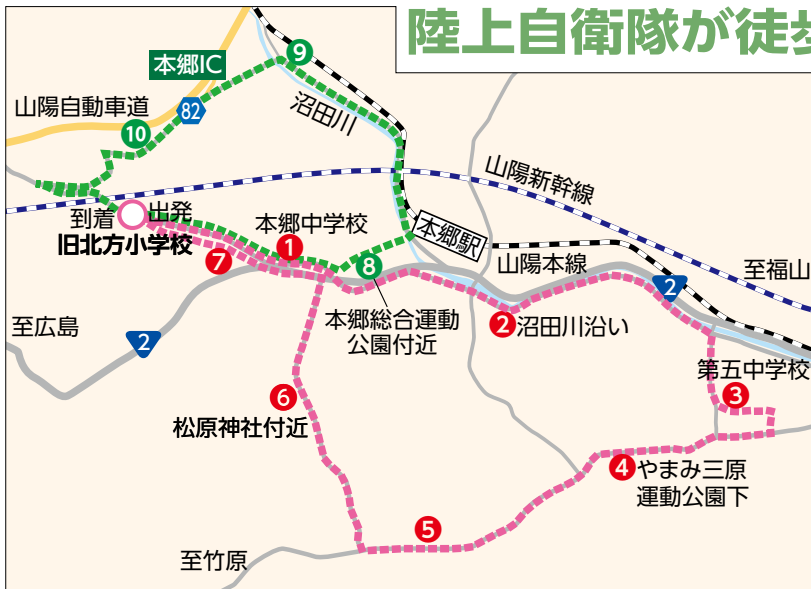 陸上自衛隊が徒歩
本郷IC
9
山陽自動車道
82
沼田川
10
山陽新幹線
到着
出発
旧北方小学校
本郷中学校
1
本郷駅
7
8
山陽本線
2
至福山
至広島
2
本郷総合運動
公園付近
2
沼田川沿い
第五中学校
3
6
松原神社付近
4
やまみ三原
運動公園下
5
至竹原